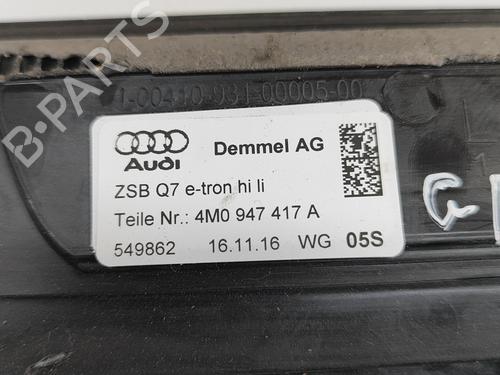 1-00410-931-00005-00
Audi
Demmel AG
ZSB Q7 e-tron hi li
Teile Nr.: 4M0 947 417 A
549862 16.11.16 WG 05S
B-PARTS